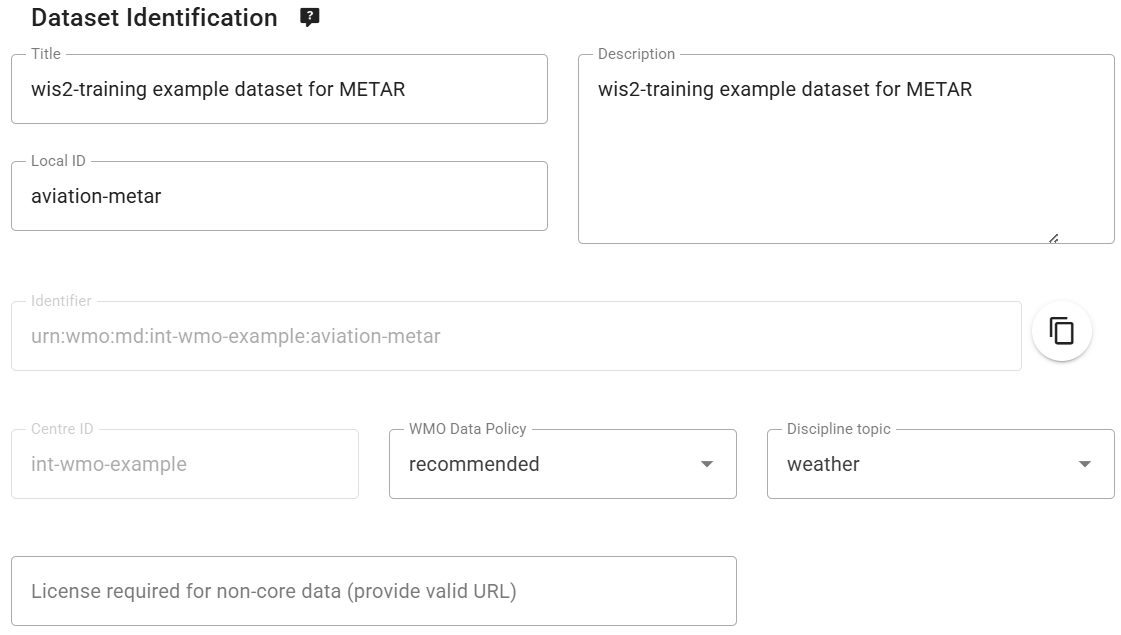 Dataset Identification
Title
wis2-training example dataset for METAR
Description
wis2-training example dataset for METAR
Local ID
aviation-metar
Identifier
urn:wmo:md:int-wmo-example:aviation-metar
Centre ID
int-wmo-example
WMO Data Policy
recommended
Discipline topic
weather
License required for non-core data (provide valid URL)